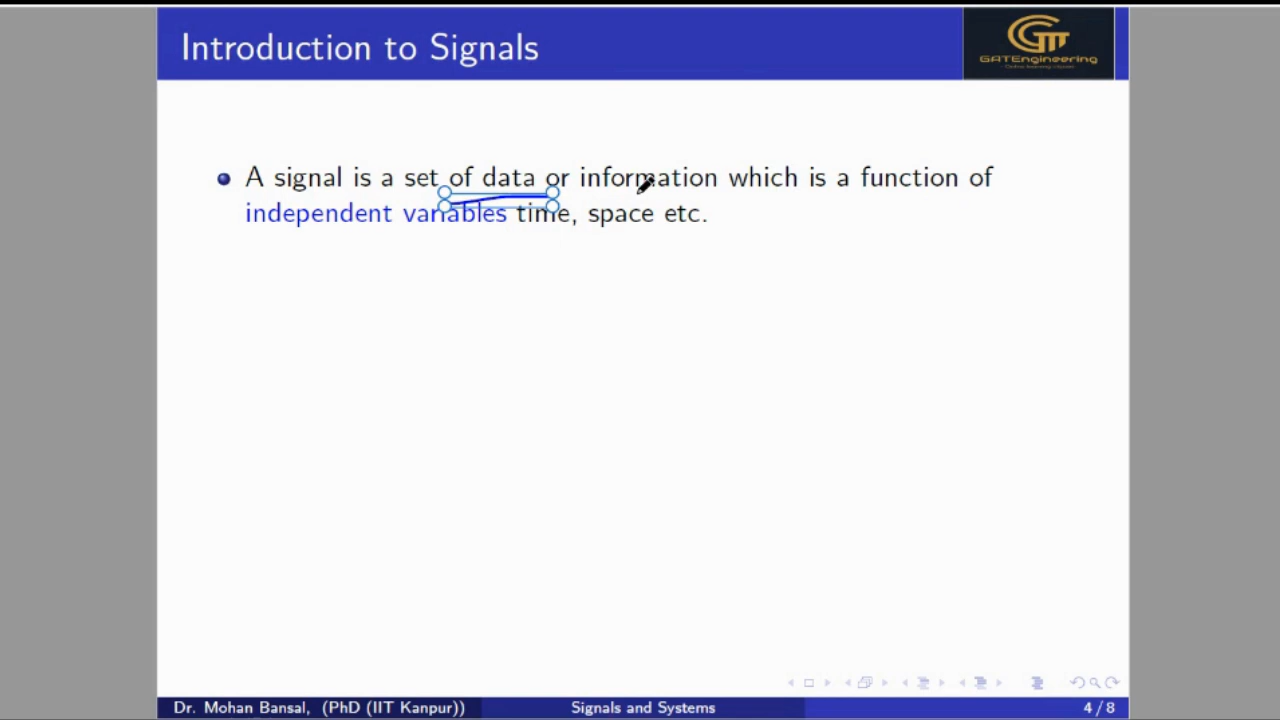 Introduction to Signals
GATEngineering
A signal is a set of data or information which is a function of
independent variables time, space etc.
Dr. Mohan Bansal, (PhD (IIT Kanpur))
Signals and Systems
4/8